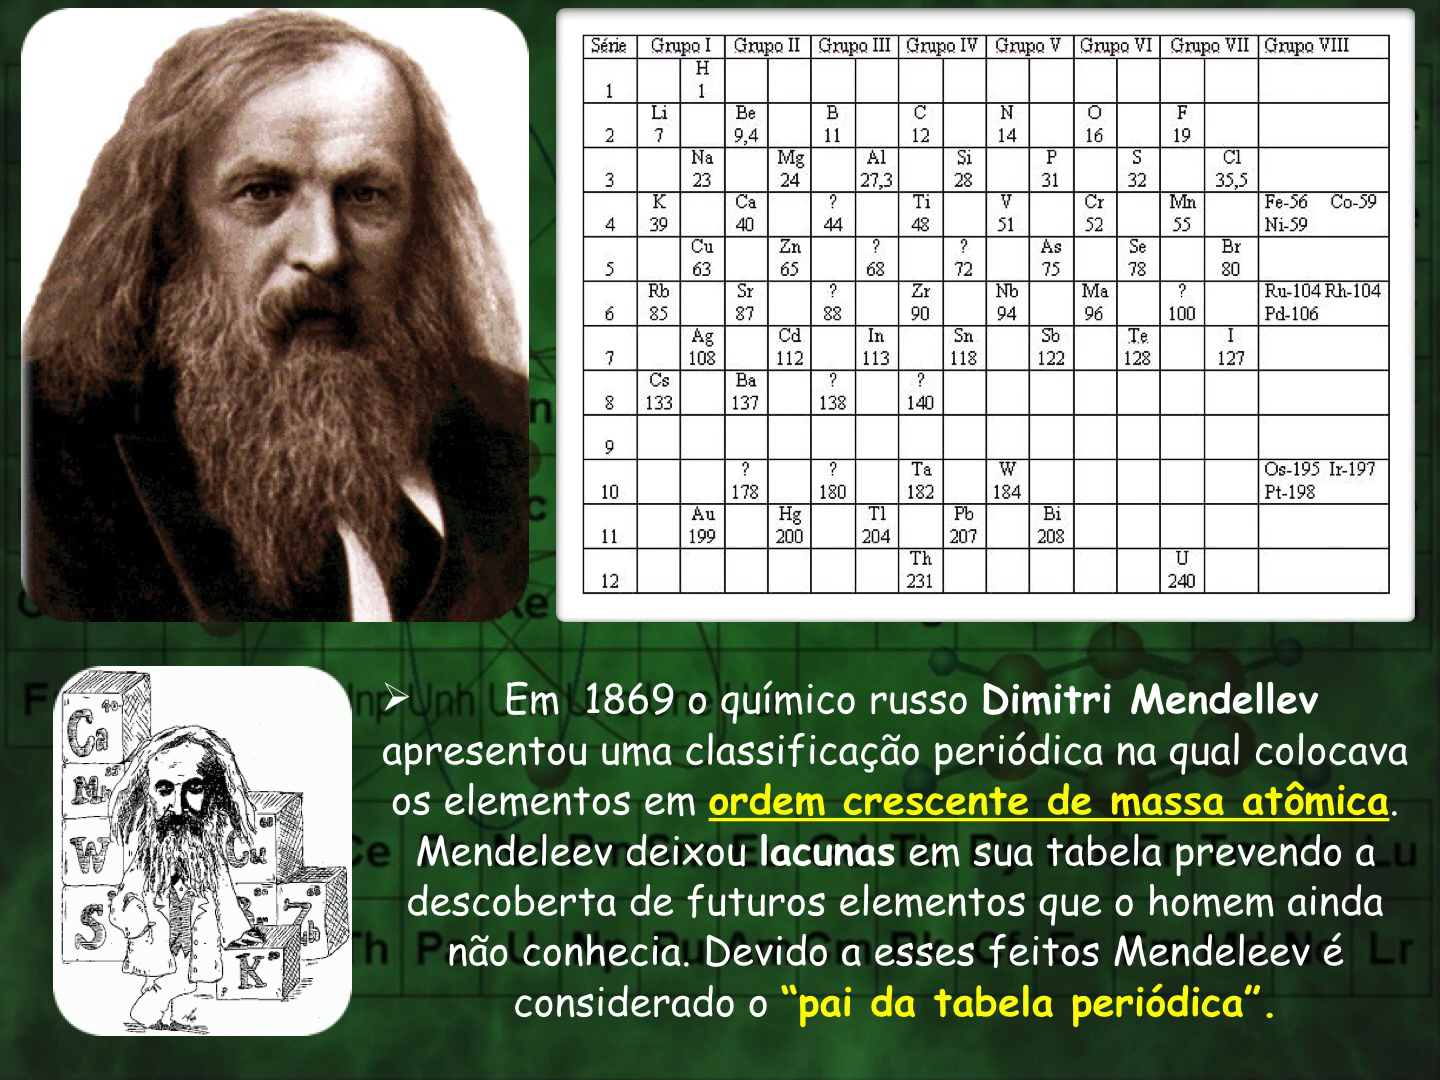 Série Grupo I Grupo II Grupo III Grupo IV Grupo V Grupo VI Grupo VII Grupo VIII
H
1 1
Li Be B C N O F
2 7 9,4 11 12 14 16 19
Na Mg Al Si P S Cl
3 23 24 27,3 28 31 32 35,5
K Ca ? Ti V Cr Mn Fe-56 Co-59
4 39 40 44 48 51 52 55 Ni-59
Cu Zn ? ? As Se Br
5 63 65 68 72 75 78 80
Rb Sr ? Zr Nb Ma ? Ru-104 Rh-104
6 85 87 88 90 94 96 100 Pd-106
Ag Cd In Sn Sb Te I
7 108 112 113 118 122 128 127
Cs Ba ? ?
8 133 137 138 140
9
? ? Ta W Os-195 Ir-197
10 178 180 182 184 Pt-198
Au Hg Tl Pb Bi
11 199 200 204 207 208
Th U
12 231 240
Em 1869 o químico russo Dimitri Mendellev
apresentou uma classificação periódica na qual colocava
os elementos em ordem crescente de massa atômica.
Mendeleev deixou lacunas em sua tabela prevendo a
descoberta de futuros elementos que o homem ainda
não conhecia. Devido a esses feitos Mendeleev é
considerado o “pai da tabela periódica”.
Ca
W
S
K